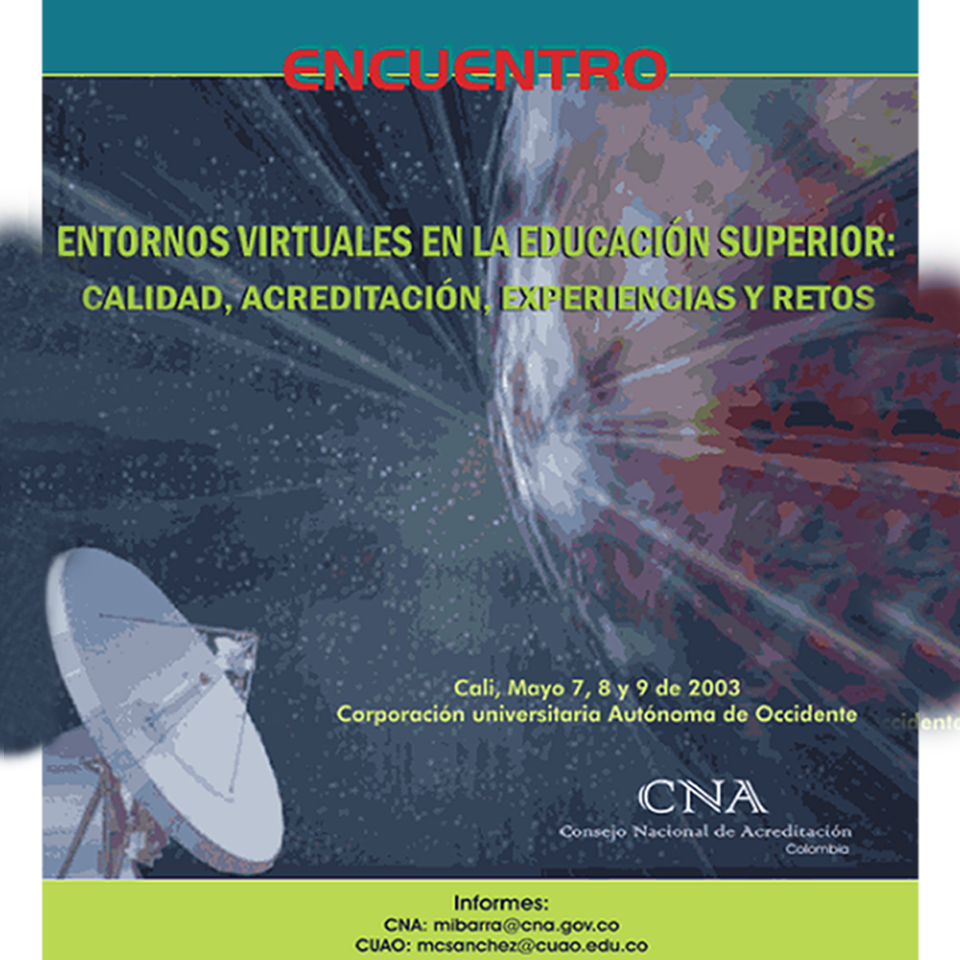 ENCUENTRO
ENTORNOS VIRTUALES EN LA EDUCACIÓN SUPERIOR:
CALIDAD, ACREDITACIÓN, EXPERIENCIAS Y RETOS
Cali, Mayo 7, 8 y 9 de 2003
Corporación universitaria Autónoma de Occidente
CNA
Consejo Nacional de Acreditación
Colombia
Informes:
CNA: mibarra@cna.gov.co
CUAO: mcsanchez@cuao.edu.co